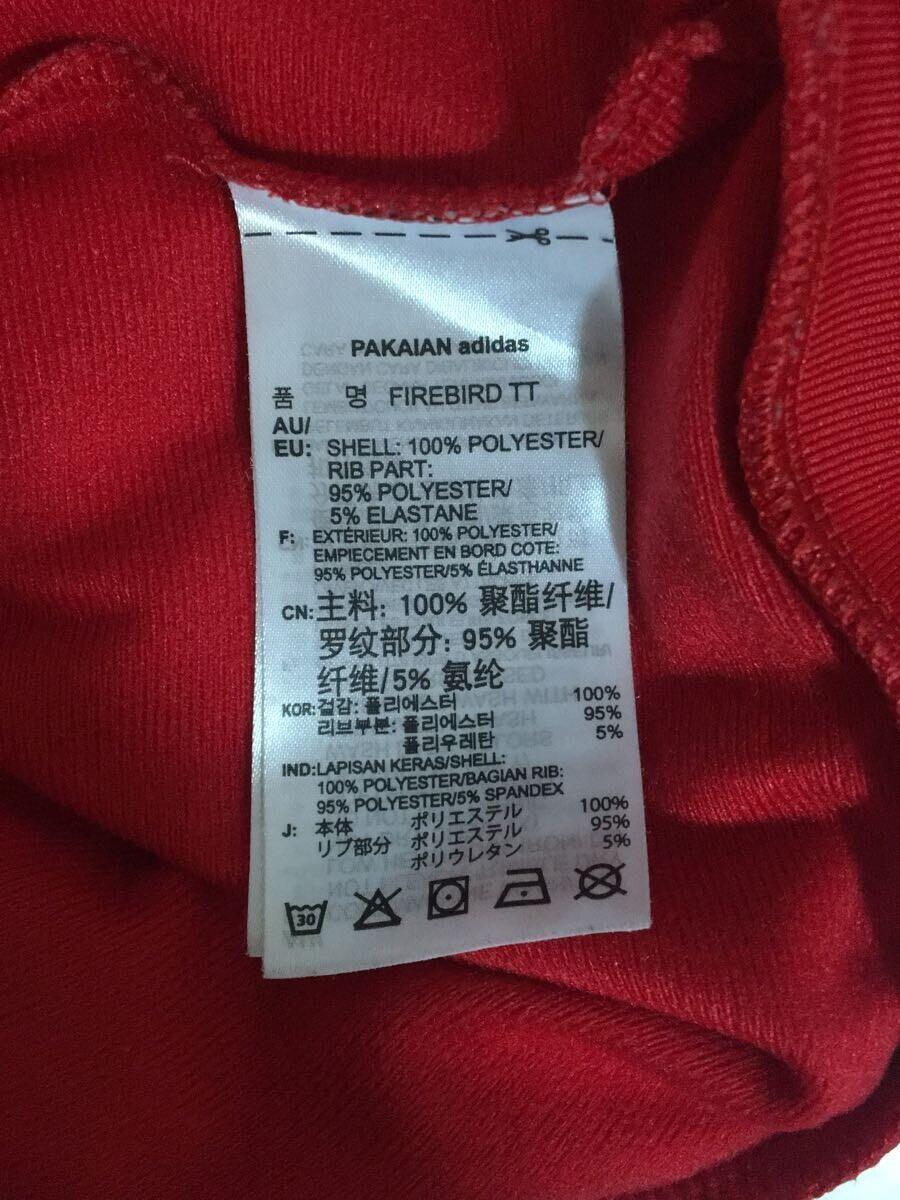 PAKAIAN adidas
품 명 FIREBIRD TT
AU/
EU: SHELL: 100% POLYESTER/
RIB PART:
95% POLYESTER/
5% ELASTANE
F: EXTÉRIEUR: 100% POLYESTER/
EMPIECEMENT EN BORD COTE:
95% POLYESTER/5% ÉLASTHANNE
CN: 主料: 100% 聚酯纤维/
罗纹部分: 95% 聚酯
纤维/5% 氨纶
KOR: 겉감: 폴리에스터 100%
리브부분: 폴리에스터 95%
폴리우레탄 5%
IND: LAPISAN KERAS/SHELL:
100% POLYESTER/BAGIAN RIB:
95% POLYESTER/5% SPANDEX
J: 本体 ポリエステル 100%
リブ部分 ポリエステル 95%
ポリウレタン 5%
30